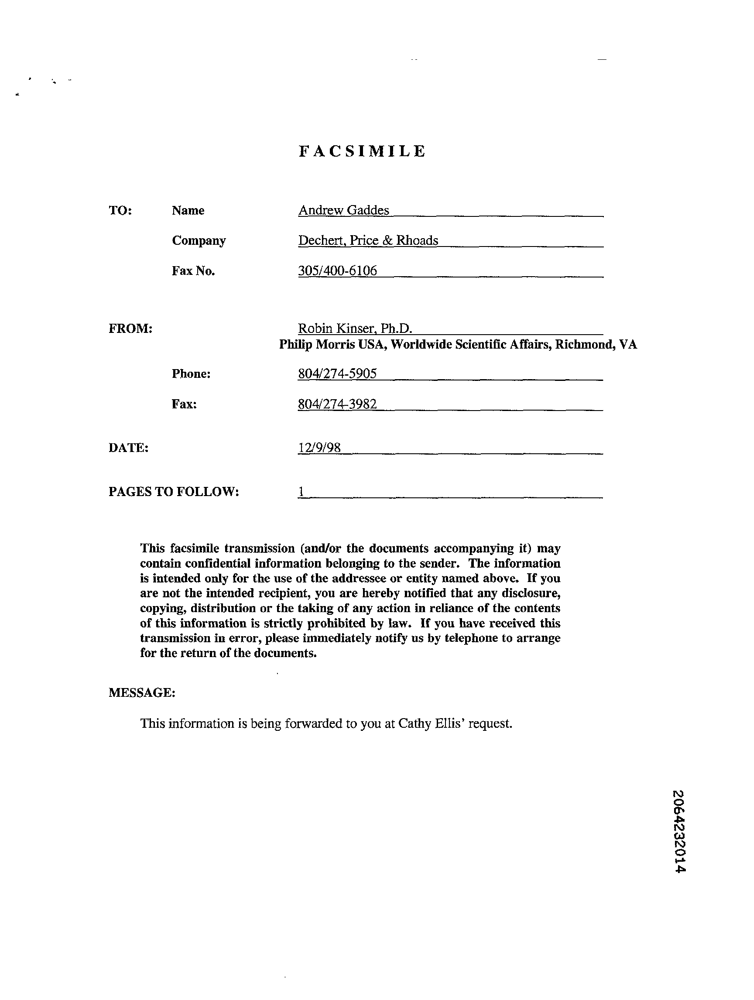 FACSIMILE
TO: Name Andrew Gaddes
Company Dechert, Price & Rhoads
Fax No. 305/400-6106
FROM: Robin Kinser, Ph.D.
Philip Morris USA, Worldwide Scientific Affairs, Richmond, VA
Phone: 804/274-5905
Fax: 804/274-3982
DATE: 12/9/98
PAGES TO FOLLOW: 1
This facsimile transmission (and/or the documents accompanying it) may
contain confidential information belonging to the sender. The information
is intended only for the use of the addressee or entity named above. If you
are not the intended recipient, you are hereby notified that any disclosure,
copying, distribution or the taking of any action in reliance of the contents
of this information is strictly prohibited by law. If you have received this
transmission in error, please immediately notify us by telephone to arrange
for the return of the documents.
MESSAGE:
This information is being forwarded to you at Cathy Ellis' request.
2064232014